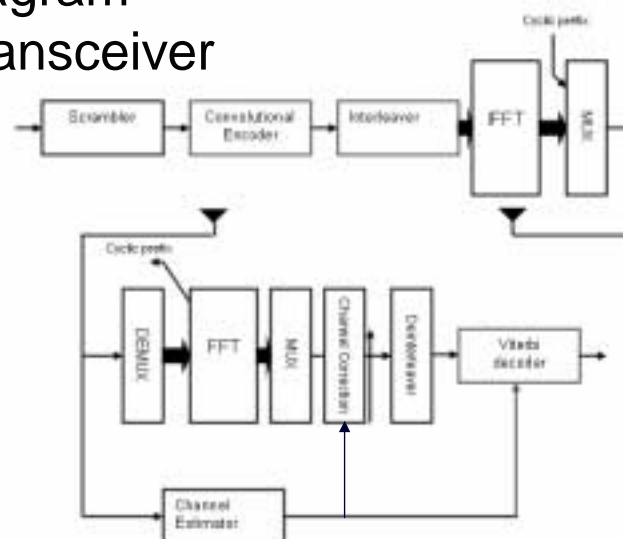 agram
ansceiver
Cyclic prefix
Scrambler
Convolutional
Encoder
Interleaver
IFFT
MUX
Cyclic prefix
DEMUX
FFT
MUX
Channel Correction
Deinterleaver
Viterbi
decoder
Channel
Estimator